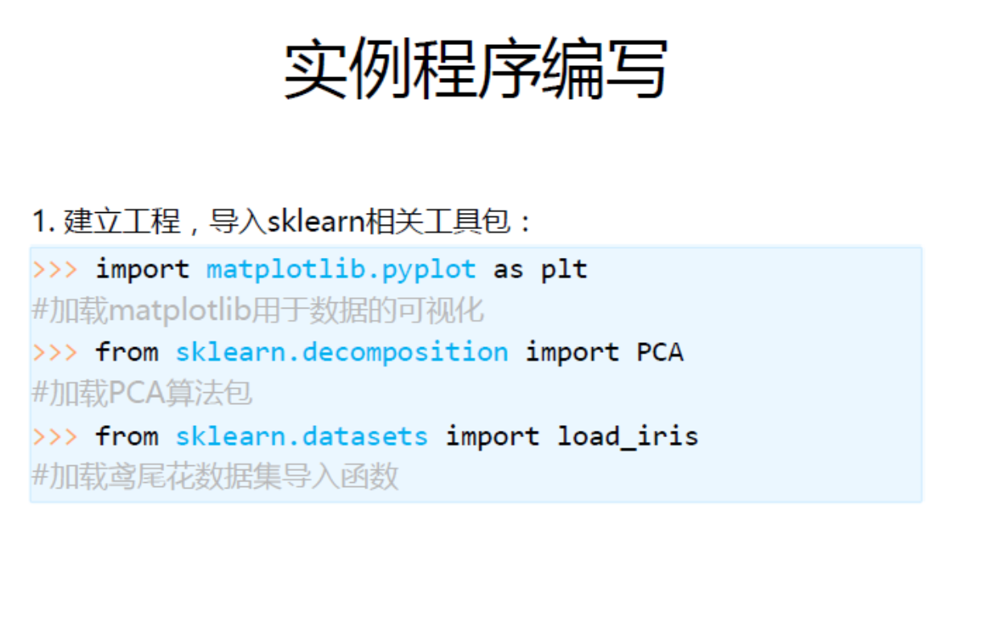 实例程序编写
1. 建立工程，导入sklearn相关工具包：
>>> import matplotlib.pyplot as plt
#加载matplotlib用于数据的可视化
>>> from sklearn.decomposition import PCA
#加载PCA算法包
>>> from sklearn.datasets import load_iris
#加载鸢尾花数据集导入函数